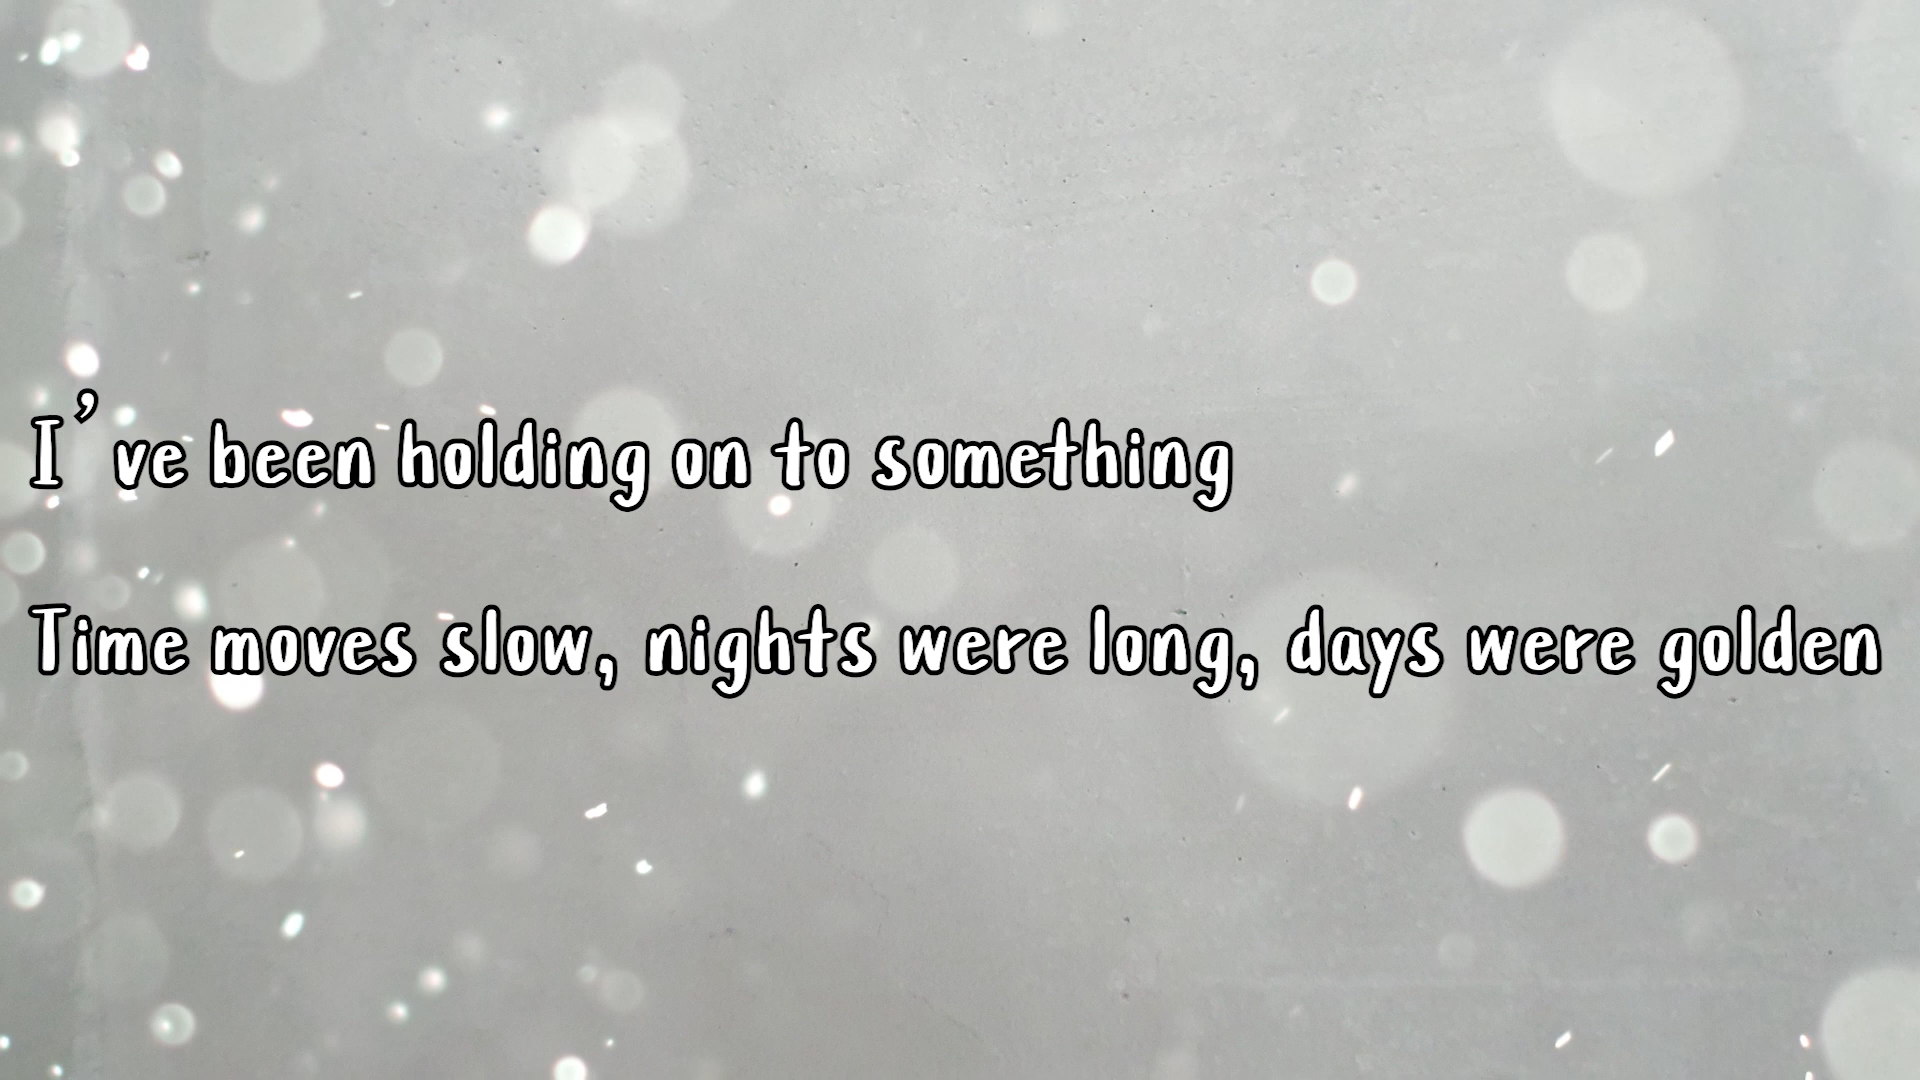 I've been holding on to something
Time moves slow, nights were long, days were golden